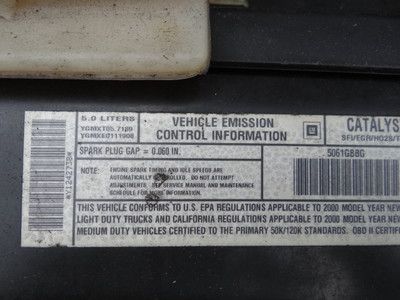 5.0 LITERS
YGMXT05.7189
YGMXE0111908
VEHICLE EMISSION
CONTROL INFORMATION
GM
CATALYS
SFI/EGR/HO2S/T
SPARK PLUG GAP = 0.060 IN.
5061GBBG
NOTE:
ENGINE SPARK TIMING AND IDLE SPEED ARE
AUTOMATICALLY CONTROLLED. NO
ADJUSTMENTS. SEE SERVICE MANUAL AND MAINTENANCE
SCHEDULE FOR MORE INFORMATION.
THIS VEHICLE CONFORMS TO U.S. EPA REGULATIONS APPLICABLE TO 2000 MODEL YEAR NEW
LIGHT DUTY TRUCKS AND CALIFORNIA REGULATIONS APPLICABLE TO 2000 MODEL YEAR NEW
MEDIUM DUTY VEHICLES CERTIFIED TO THE PRIMARY 50K/120K STANDARDS. OBD II CERTIF